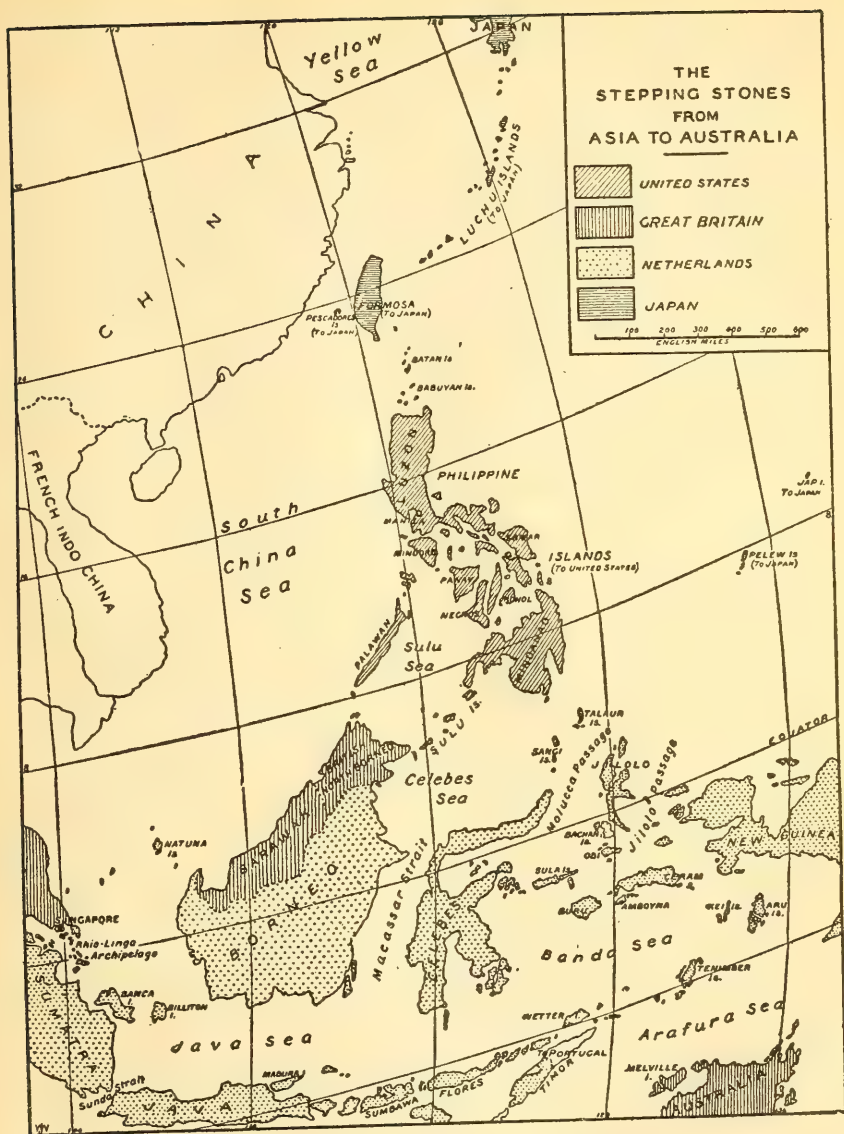 JAPAN
Yellow
Sea
THE
STEPPING STONES
FROM
ASIA TO AUSTRALIA
UNITED STATES
GREAT BRITAIN
NETHERLANDS
JAPAN
100 200 300 400 500 600
ENGLISH MILES
CHINA
LUCHU ISLANDS
(TO JAPAN)
FORMOSA
(TO JAPAN)
PESCADORES
IS
(TO JAPAN)
BATAN IS
BABUYAN IS.
FRENCH INDO CHINA
LUZON
PHILIPPINE
MANILA
South
China
Sea
JAP I.
TO JAPAN
MINDORO
SAMAR
ISLANDS
(TO UNITED STATES)
PELEW IS
(TO JAPAN)
PANAY
NEGROS
BOHOL
PALAWAN
Sulu
Sea
MINDANAO
SULU IS.
TALAUR
IS.
SANGI
IS.
EQUATOR
BRITISH
NORTH BORNEO
Celebes
Sea
Molucca Passage
JILOLO
Jilolo Passage
NATUNA
IS
SARAWAK
BORNEO
Macassar Strait
BACHAN
IS.
OBI
NEW GUINEA
SINGAPORE
Rhio-Linga
Archipelago
CELEBES
SULA IS
CERAM
BURU
AMBOYNA
KEI IS
ARU
IS.
Banda Sea
SUMATRA
BANCA
I.
BILLITON
I.
TENIMBER
IS.
Java Sea
WETTER I.
Arafura Sea
Sunda Strait
MADURA I
JAVA
SUMBAWA
FLORES
TO PORTUGAL
TIMOR
MELVILLE
I.
AUSTRALIA